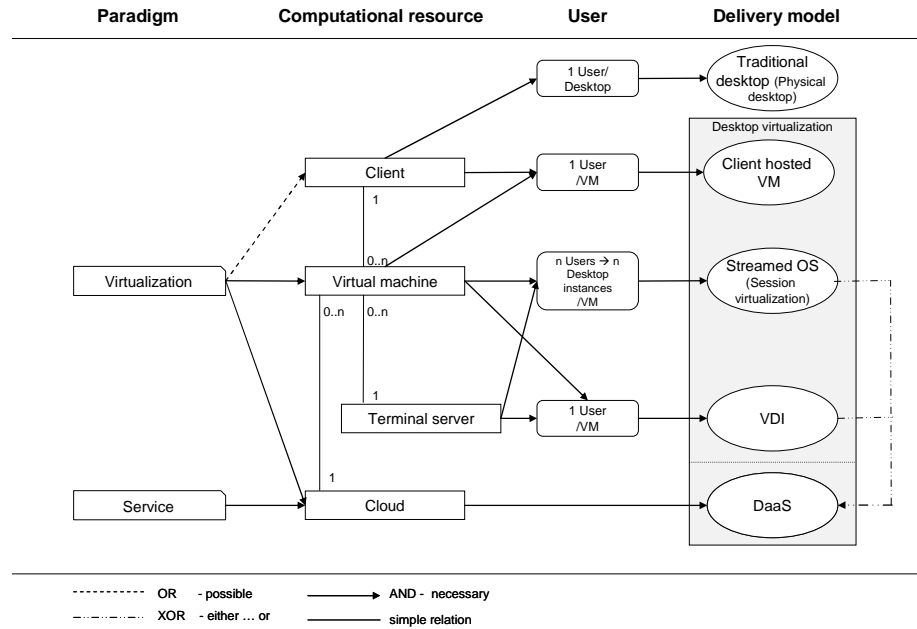 Paradigm Computational resource User Delivery model
1 User/
Desktop
Traditional
desktop (Physical
desktop)
Desktop virtualization
Client
1 User
/VM
Client hosted
VM
1
0..n
Virtualization
Virtual machine
n Users → n
Desktop
instances
/VM
Streamed OS
(Session
virtualization)
0..n 0..n
1
Terminal server
1 User
/VM
VDI
1
Service
Cloud
DaaS
OR - possible AND - necessary
XOR - either ... or simple relation